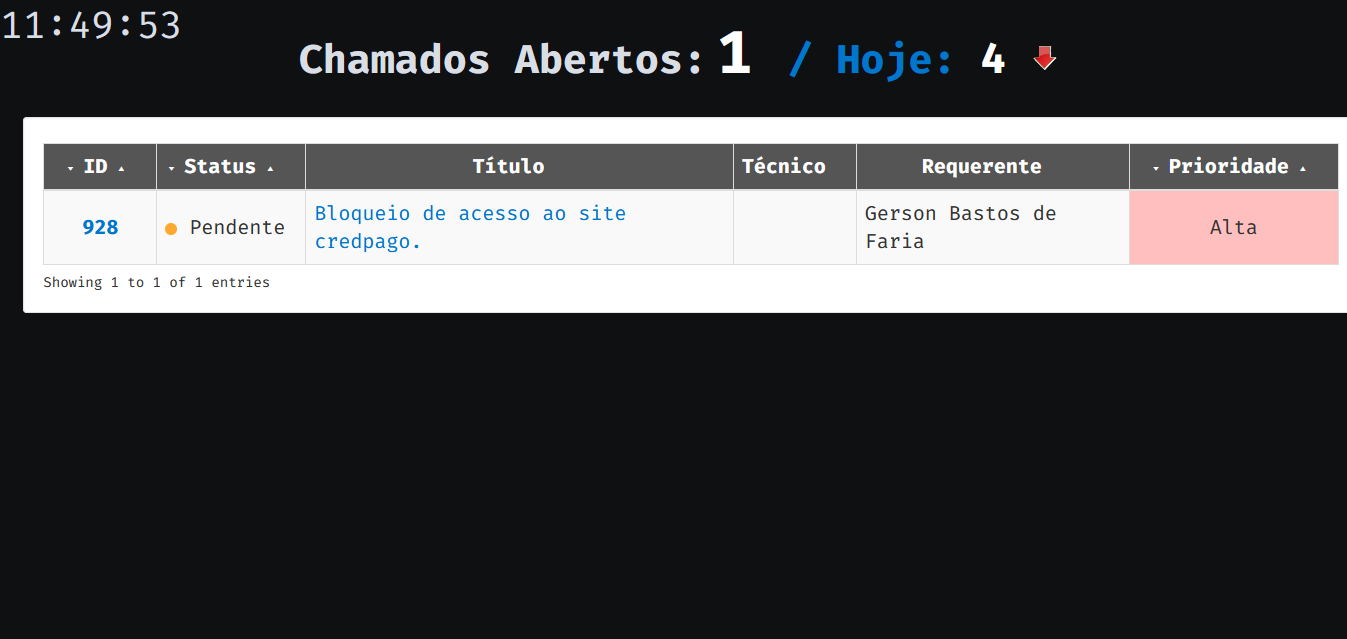 11:49:53
Chamados Abertos: 1 / Hoje: 4
ID Status Título Técnico Requerente Prioridade
928 Pendente Bloqueio de acesso ao site credpago. Gerson Bastos de Faria Alta
Showing 1 to 1 of 1 entries